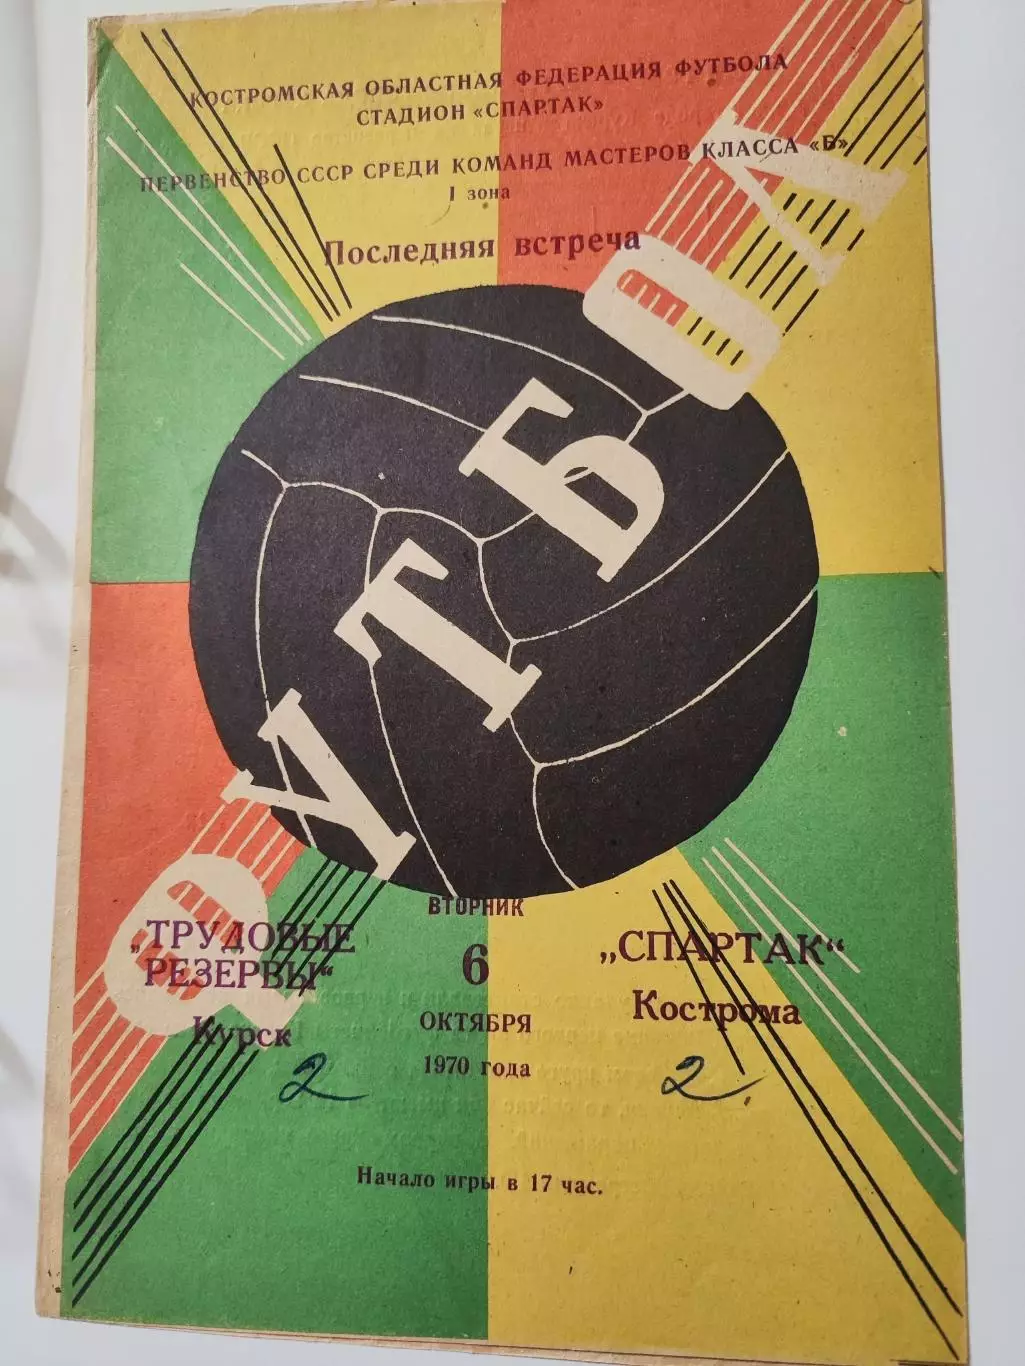 КОСТРОМСКАЯ ОБЛАСТНАЯ ФЕДЕРАЦИЯ ФУТБОЛА
СТАДИОН «СПАРТАК»
ПЕРВЕНСТВО СССР СРЕДИ КОМАНД МАСТЕРОВ КЛАССА «Б»
I зона
Последняя встреча
ФУТБОЛ
ВТОРНИК
„ТРУДОВЫЕ
РЕЗЕРВЫ“
Курск
2
6
ОКТЯБРЯ
1970 года
„СПАРТАК“
Кострома
2
Начало игры в 17 час.